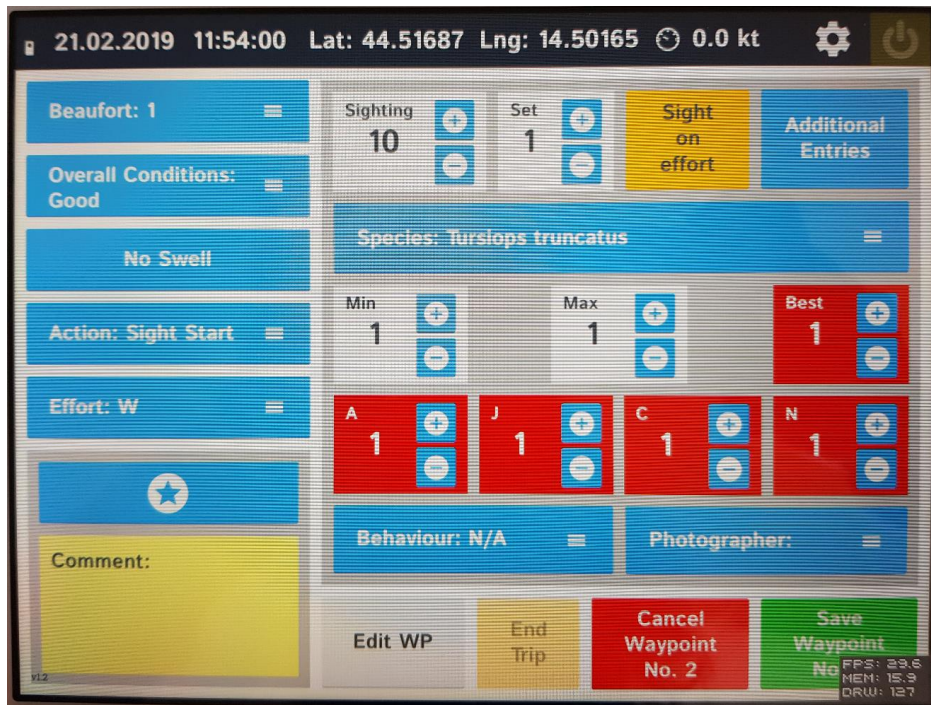 21.02.2019 11:54:00 Lat: 44.51687 Lng: 14.50165 0.0 kt
Beaufort: 1
Overall Conditions:
Good
No Swell
Action: Sight Start
Effort: W
Comment:
v1.2
Sighting
10
Set
1
Sight
on
effort
Additional
Entries
Species: Tursiops truncatus
Min
1
Max
1
Best
1
A
1
J
1
C
1
N
1
Behaviour: N/A
Photographer:
Edit WP
End
Trip
Cancel
Waypoint
No. 2
Save
Waypoint
No
FPS: 29.6
MEM: 15.9
DRW: 127